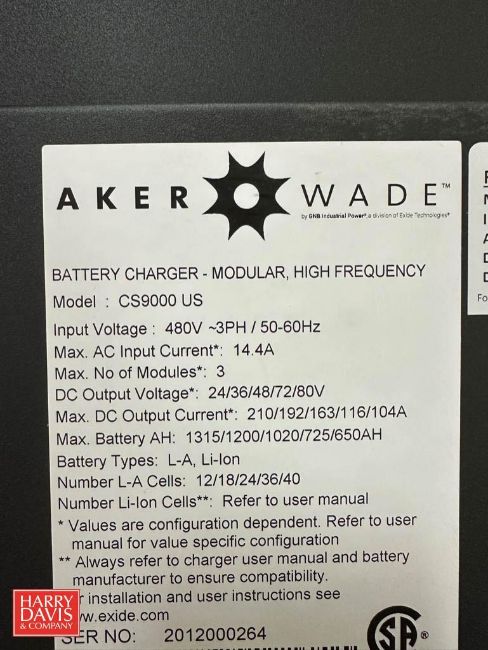 AKER WADE™
by GNB Industrial Power®, a division of Exide Technologies®
BATTERY CHARGER - MODULAR, HIGH FREQUENCY
Model : CS9000 US
Input Voltage : 480V ~3PH / 50-60Hz
Max. AC Input Current*: 14.4A
Max. No of Modules*: 3
DC Output Voltage*: 24/36/48/72/80V
Max. DC Output Current*: 210/192/163/116/104A
Max. Battery AH: 1315/1200/1020/725/650AH
Battery Types: L-A, Li-Ion
Number L-A Cells: 12/18/24/36/40
Number Li-Ion Cells**: Refer to user manual
* Values are configuration dependent. Refer to user
manual for value specific configuration
** Always refer to charger user manual and battery
manufacturer to ensure compatibility.
installation and user instructions see
w.exide.com
SER NO: 2012000264
SA
Fo
HARRY
DAVIS
& COMPANY